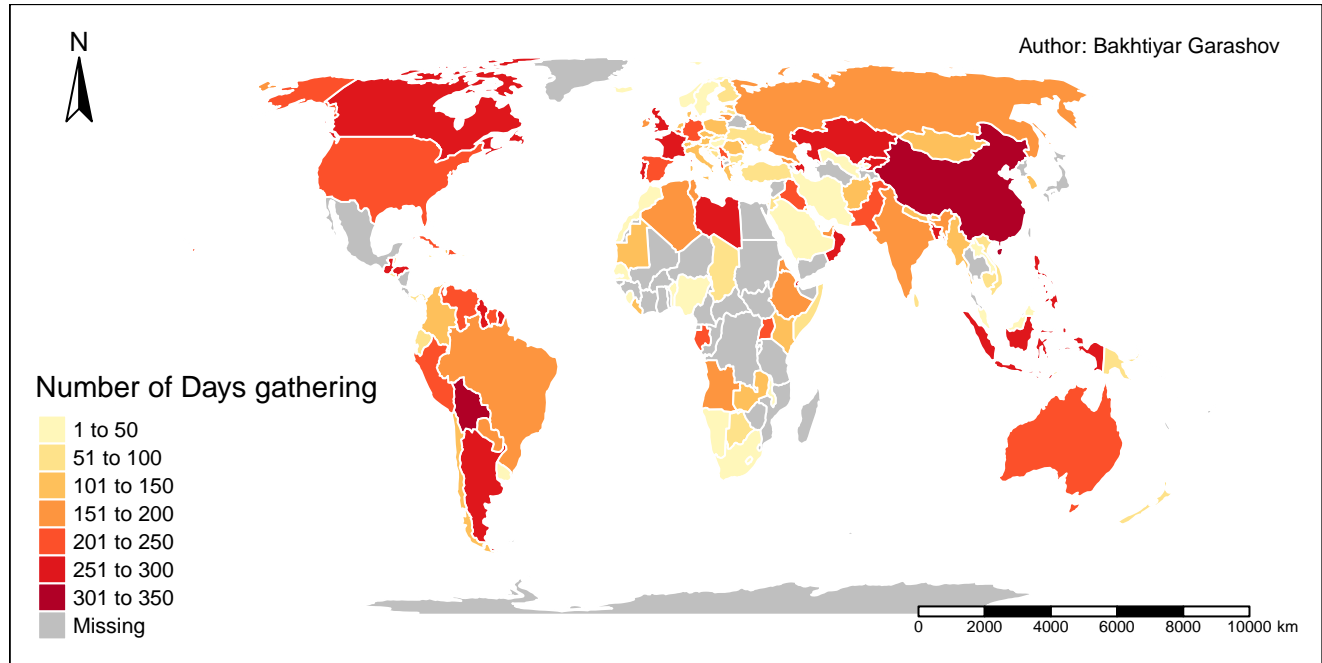 N
Author: Bakhtiyar Garashov
Number of Days gathering
1 to 50
51 to 100
101 to 150
151 to 200
201 to 250
251 to 300
301 to 350
Missing
0 2000 4000 6000 8000 10000 km